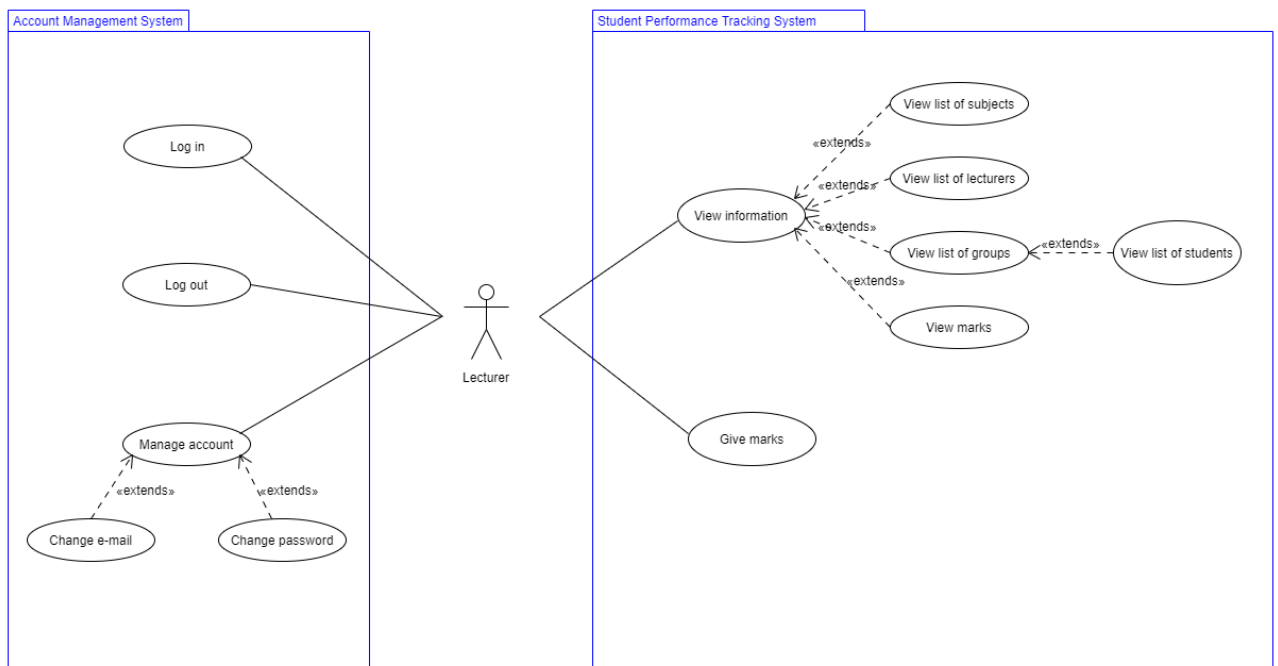 Account Management System
Student Performance Tracking System
View list of subjects
«extends»
Log in
View list of lecturers
«extends»
View information
«extends»
View list of groups
«extends»
View list of students
«extends»
Log out
View marks
Lecturer
Manage account
Give marks
«extends»
«extends»
Change e-mail
Change password